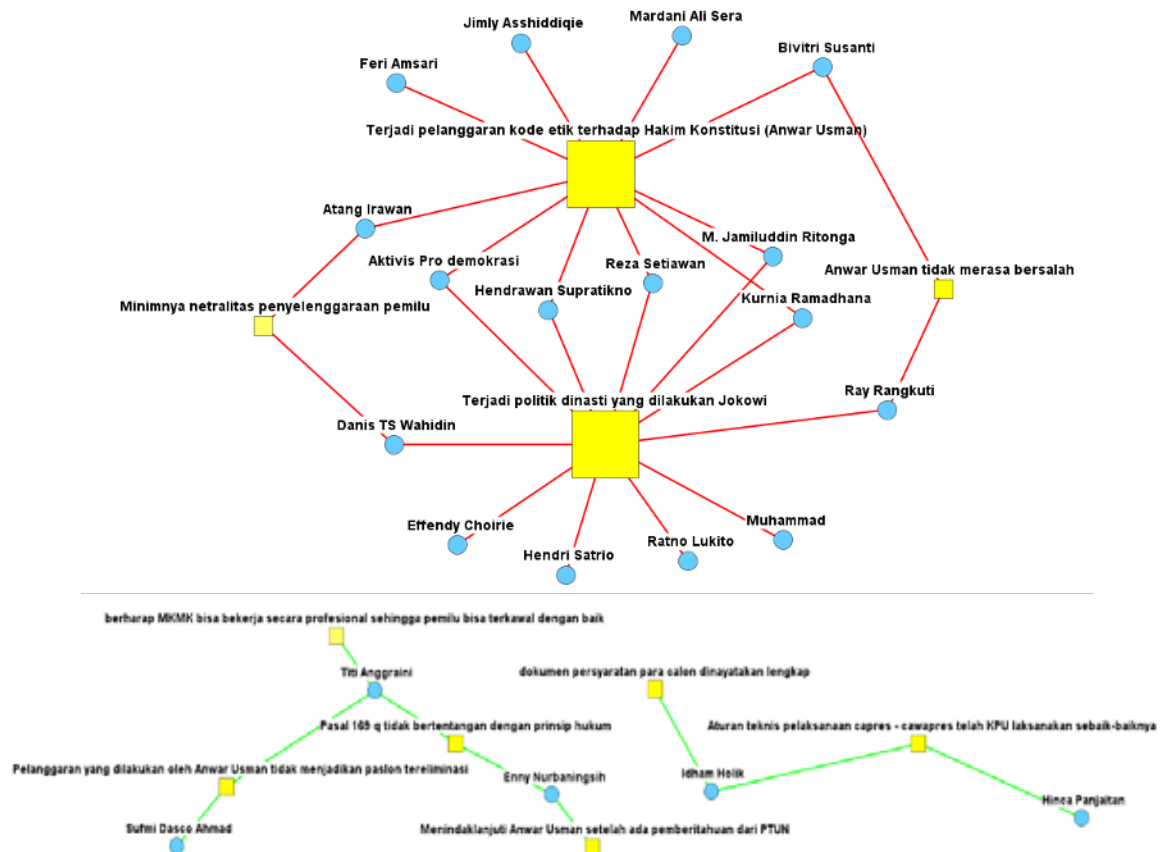 Mardani Ali Sera
Jimly Asshiddiqie
Bivitri Susanti
Feri Amsari
Terjadi pelanggaran kode etik terhadap Hakim Konstitusi (Anwar Usman)
Atang Irawan
M. Jamiluddin Ritonga
Aktivis Pro demokrasi
Reza Setiawan
Anwar Usman tidak merasa bersalah
Hendrawan Supratikno
Kurnia Ramadhana
Minimnya netralitas penyelenggaraan pemilu
Ray Rangkuti
Terjadi politik dinasti yang dilakukan Jokowi
Danis TS Wahidin
Effendy Choirie
Muhammad
Hendri Satrio
Ratno Lukito
berharap MKMK bisa bekerja secara profesional sehingga pemilu bisa terkawal dengan baik
Titi Anggraini
dokumen persyaratan para calon dinayatakan lengkap
Pasal 169 q tidak bertentangan dengan prinsip hukum
Aturan teknis pelaksanaan capres - cawapres telah KPU laksanakan sebaik-baiknya
Pelanggaran yang dilakukan oleh Anwar Usman tidak menjadikan paslon tereliminasi
Enny Nurbaningsih
Idham Holik
Hinca Panjaitan
Sufmi Dasco Ahmad
Menindaklanjuti Anwar Usman setelah ada pemberitahuan dari PTUN